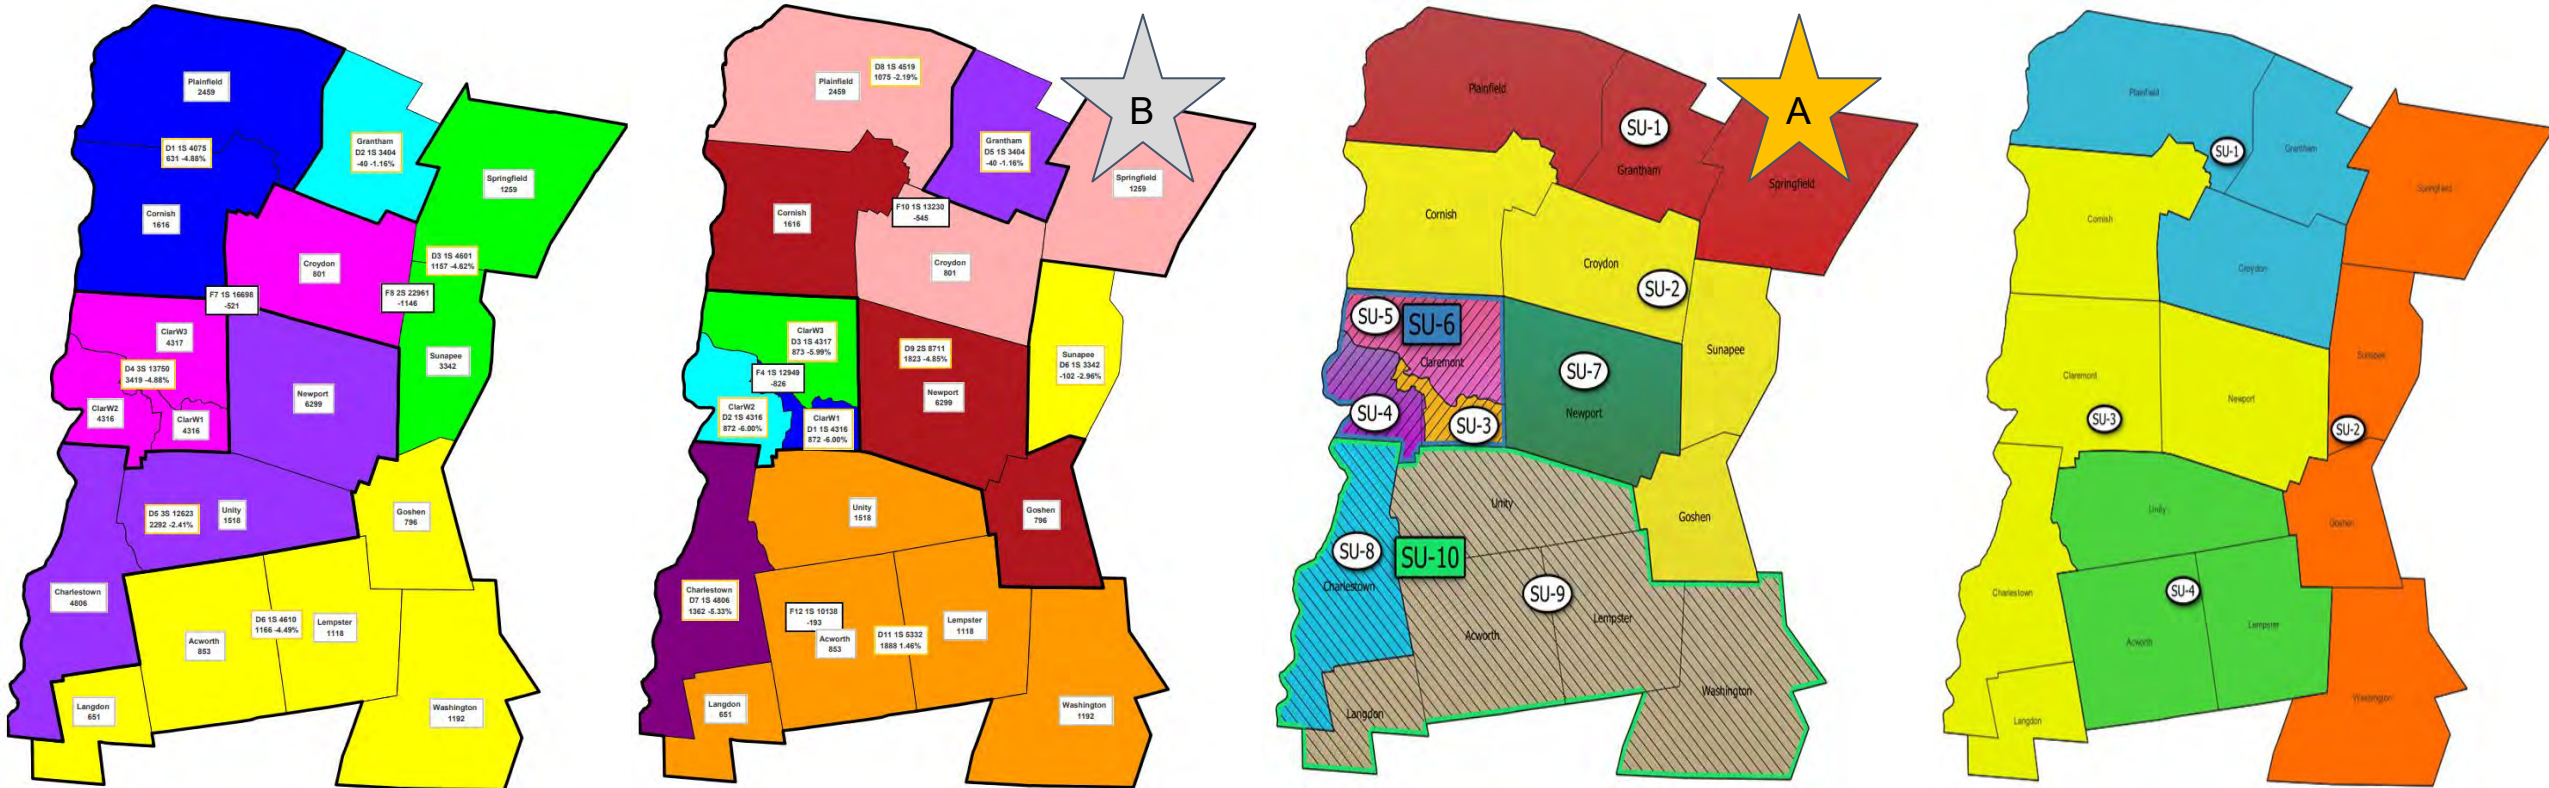 Plainfield
2459
D1 1S 4075
631 -4.88%
Grantham
D2 1S 3404
-40 -1.16%
Springfield
1259
Cornish
1616
Croydon
801
D3 1S 4601
1157 -4.62%
F7 1S 16698
-521
F8 2S 22961
-1146
ClarW3
4317
D4 3S 13750
3419 -4.88%
Sunapee
3342
ClarW2
4316
ClarW1
4316
Newport
6299
D5 3S 12623
2292 -2.41%
Unity
1518
Goshen
796
Charlestown
4806
D6 1S 4610
1166 -4.49%
Lempster
1118
Acworth
853
Langdon
651
Washington
1192
B
Plainfield
2459
D8 1S 4519
1075 -2.19%
Grantham
D5 1S 3404
-40 -1.16%
Springfield
1259
Cornish
1616
F10 1S 13230
-545
Croydon
801
ClarW3
D3 1S 4317
873 -5.99%
F4 1S 12949
-826
D9 2S 8711
1823 -4.85%
Newport
6299
Sunapee
D6 1S 3342
-102 -2.96%
ClarW2
D2 1S 4316
872 -6.00%
ClarW1
D1 1S 4316
872 -6.00%
Unity
1518
Goshen
796
Charlestown
D7 1S 4806
1362 -5.33%
F12 1S 10138
-193
Acworth
853
D11 1S 5332
1888 1.46%
Lempster
1118
Langdon
651
Washington
1192
A
Plainfield
SU-1
Grantham
Springfield
Cornish
Croydon
SU-2
SU-5
SU-6
Claremont
Sunapee
SU-7
Newport
SU-4
SU-3
Unity
Goshen
SU-8
SU-10
Charlestown
SU-9
Lempster
Acworth
Washington
Langdon
Plainfield
SU-1
Grantham
Springfield
Cornish
Croydon
Sunapee
Claremont
Newport
SU-3
SU-2
Unity
Goshen
Charlestown
SU-4
Lempster
Acworth
Washington
Langdon